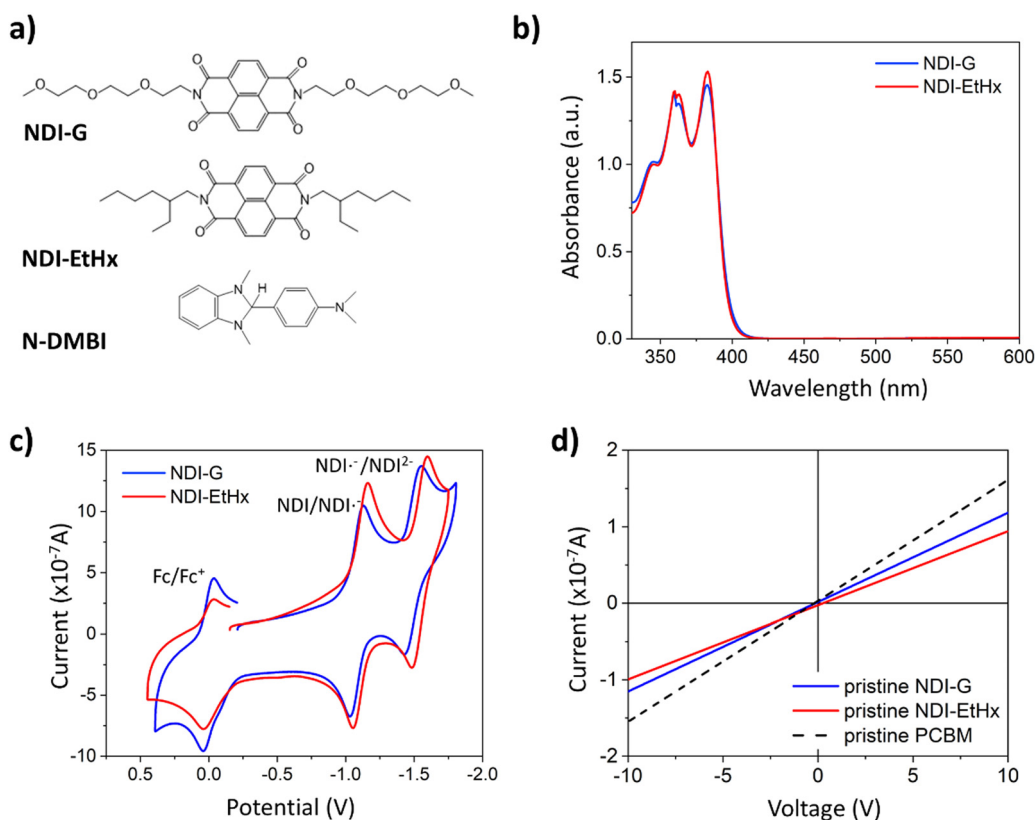 a)
O
O
O
O
O
N
N
O
O
O
O
O
NDI-G
O
O
N
N
O
O
NDI-EtHx
N
H
N
N
N-DMBI
b)
NDI-G
NDI-EtHx
1.5
1.0
0.5
0.0
350 400 450 500 550 600
Absorbance (a.u.)
Wavelength (nm)
c)
NDI-G
NDI-EtHx
NDI·⁻/NDI²⁻
NDI/NDI·⁻
Fc/Fc⁺
15
10
5
0
-5
-10
0.5 0.0 -0.5 -1.0 -1.5 -2.0
Current (x10⁻⁷A)
Potential (V)
d)
2
1
0
-1
-2
-10 -5 0 5 10
pristine NDI-G
pristine NDI-EtHx
pristine PCBM
Current (x10⁻⁷A)
Voltage (V)